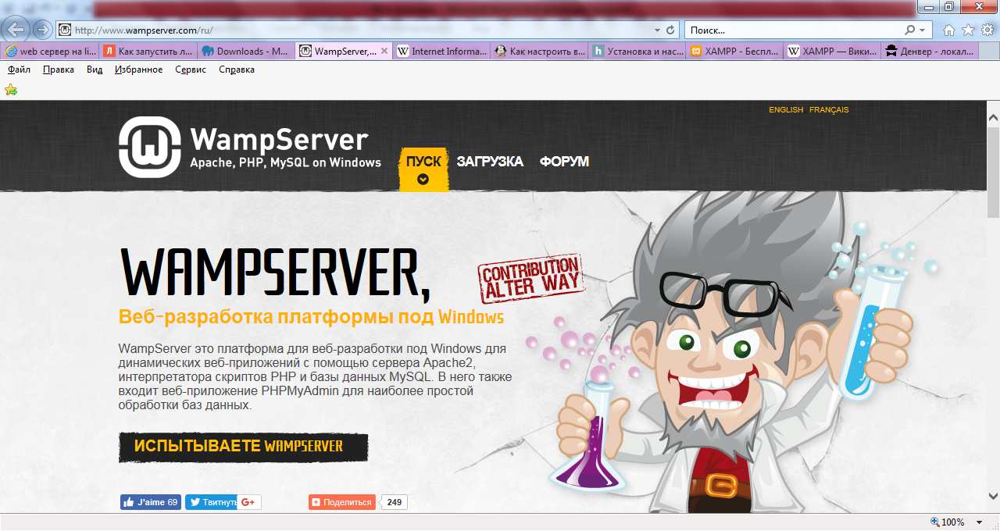 http://www.wampserver.com/ru/
Поиск...
web сервер на li...
Как запустить л...
Downloads - M...
WampServer,...
Internet Informa...
Как настроить в...
Установка и нас...
XAMPP - Беспл...
XAMPP — Вики...
Денвер - локал...
Файл Правка Вид Избранное Сервис Справка
ENGLISH FRANÇAIS
WampServer
Apache, PHP, MySQL on Windows
ПУСК ЗАГРУЗКА ФОРУМ
WAMPSERVER,
CONTRIBUTION
ALTER WAY
Веб-разработка платформы под Windows
WampServer это платформа для веб-разработки под Windows для
динамических веб-приложений с помощью сервера Apache2,
интерпретатора скриптов PHP и базы данных MySQL. В него также
входит веб-приложение PHPMyAdmin для наиболее простой
обработки баз данных.
ИСПЫТЫВАЕТЕ WAMPSERVER
J'aime 69
Твитнуть
G+
Поделиться
249
100%